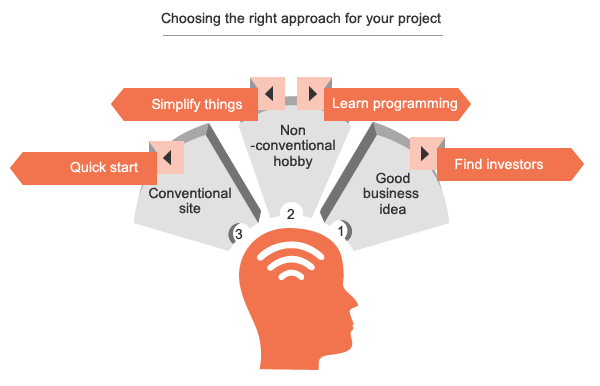 Choosing the right approach for your project
Simplify things
Learn programming
Quick start
Non
-conventional
hobby
Find investors
Conventional
site
Good
business
idea
3
2
1